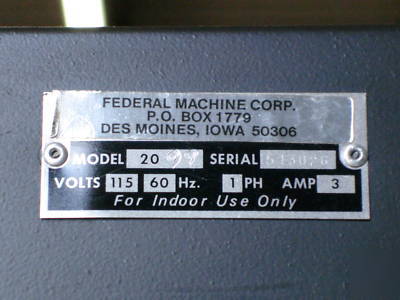 FEDERAL MACHINE CORP.
P.O. BOX 1779
DES MOINES, IOWA 50306
MODEL 20 SERIAL
VOLTS 115 60 Hz. 1 PH AMP 3
For Indoor Use Only